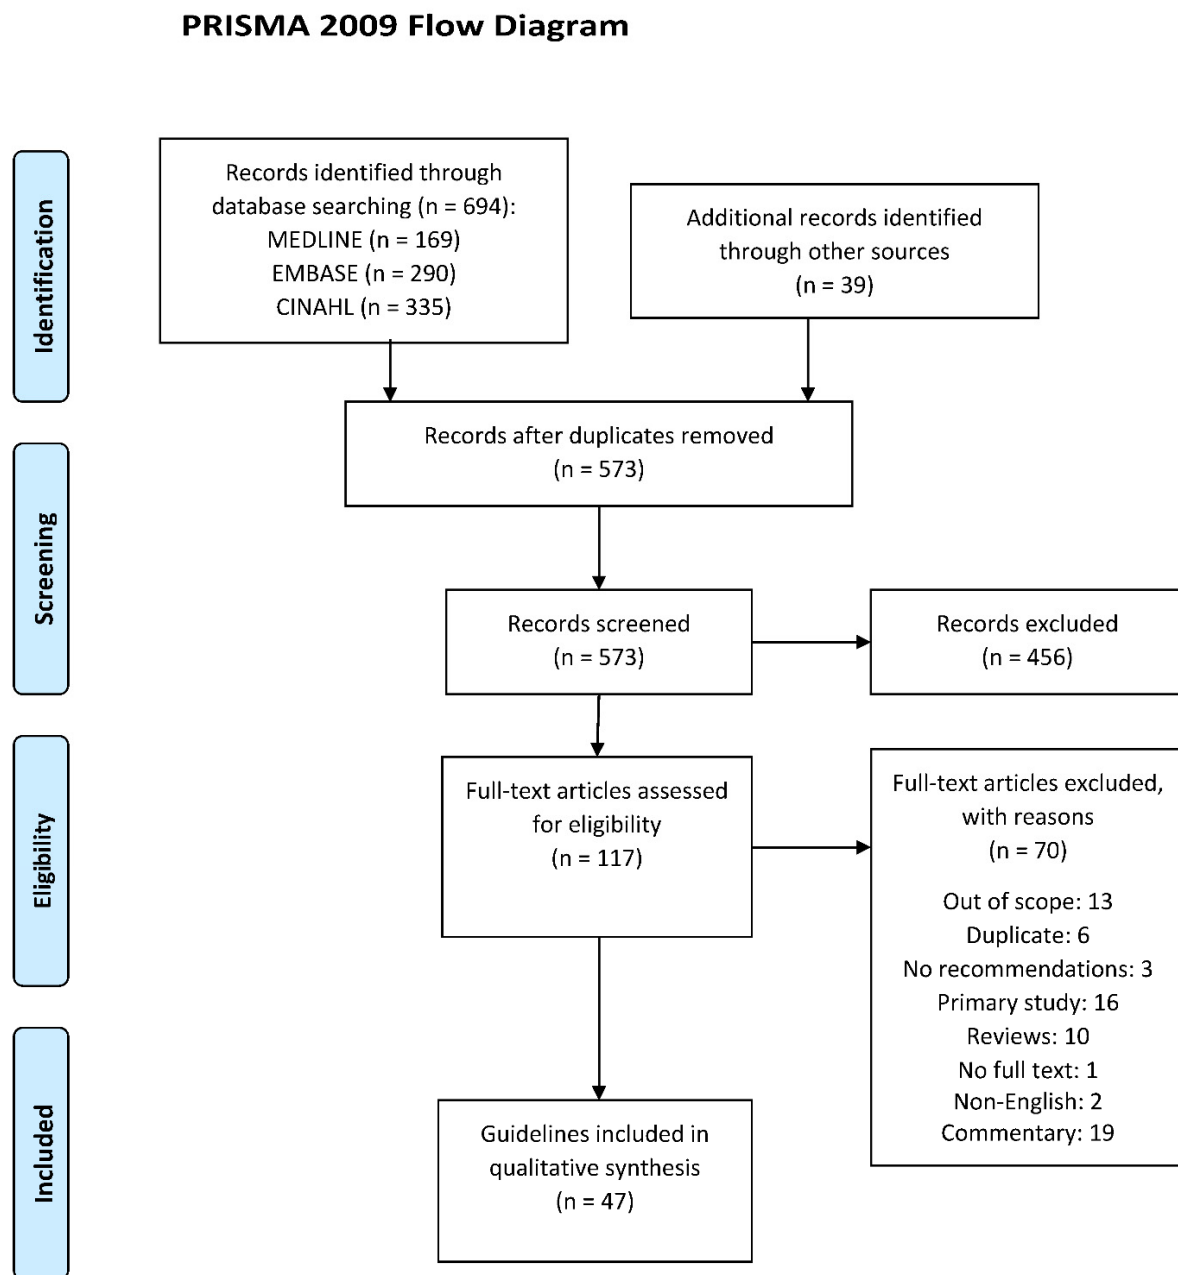 PRISMA 2009 Flow Diagram
Identification
Records identified through
database searching (n = 694):
MEDLINE (n = 169)
EMBASE (n = 290)
CINAHL (n = 335)
Additional records identified
through other sources
(n = 39)
Records after duplicates removed
(n = 573)
Screening
Records screened
(n = 573)
Records excluded
(n = 456)
Eligibility
Full-text articles assessed
for eligibility
(n = 117)
Full-text articles excluded,
with reasons
(n = 70)
Out of scope: 13
Duplicate: 6
No recommendations: 3
Primary study: 16
Reviews: 10
No full text: 1
Non-English: 2
Commentary: 19
Included
Guidelines included in
qualitative synthesis
(n = 47)